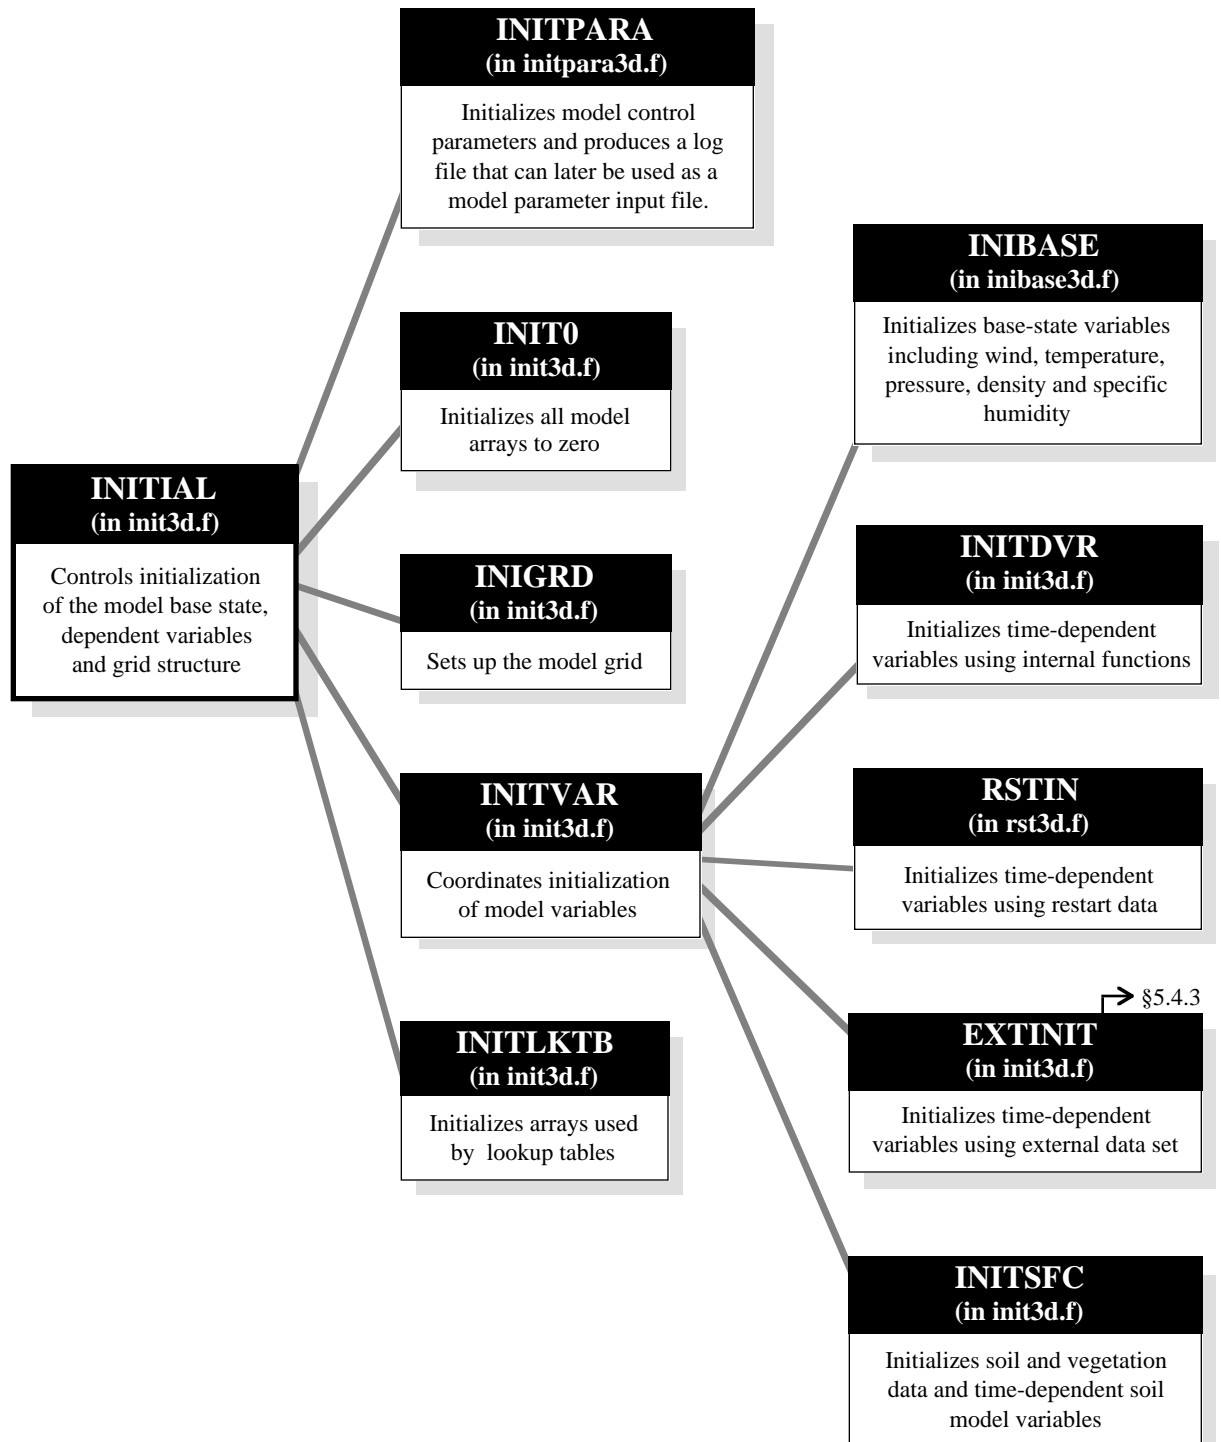 INITPARA
(in initpara3d.f)
Initializes model control
parameters and produces a log
file that can later be used as a
model parameter input file.
INIBASE
(in inibase3d.f)
Initializes base-state variables
including wind, temperature,
pressure, density and specific
humidity
INIT0
(in init3d.f)
Initializes all model
arrays to zero
INITIAL
(in init3d.f)
Controls initialization
of the model base state,
dependent variables
and grid structure
INITDVR
(in init3d.f)
Initializes time-dependent
variables using internal functions
INIGRD
(in init3d.f)
Sets up the model grid
INITVAR
(in init3d.f)
Coordinates initialization
of model variables
RSTIN
(in rst3d.f)
Initializes time-dependent
variables using restart data
§5.4.3
EXTINIT
(in init3d.f)
Initializes time-dependent
variables using external data set
INITLKTB
(in init3d.f)
Initializes arrays used
by lookup tables
INITSFC
(in init3d.f)
Initializes soil and vegetation
data and time-dependent soil
model variables